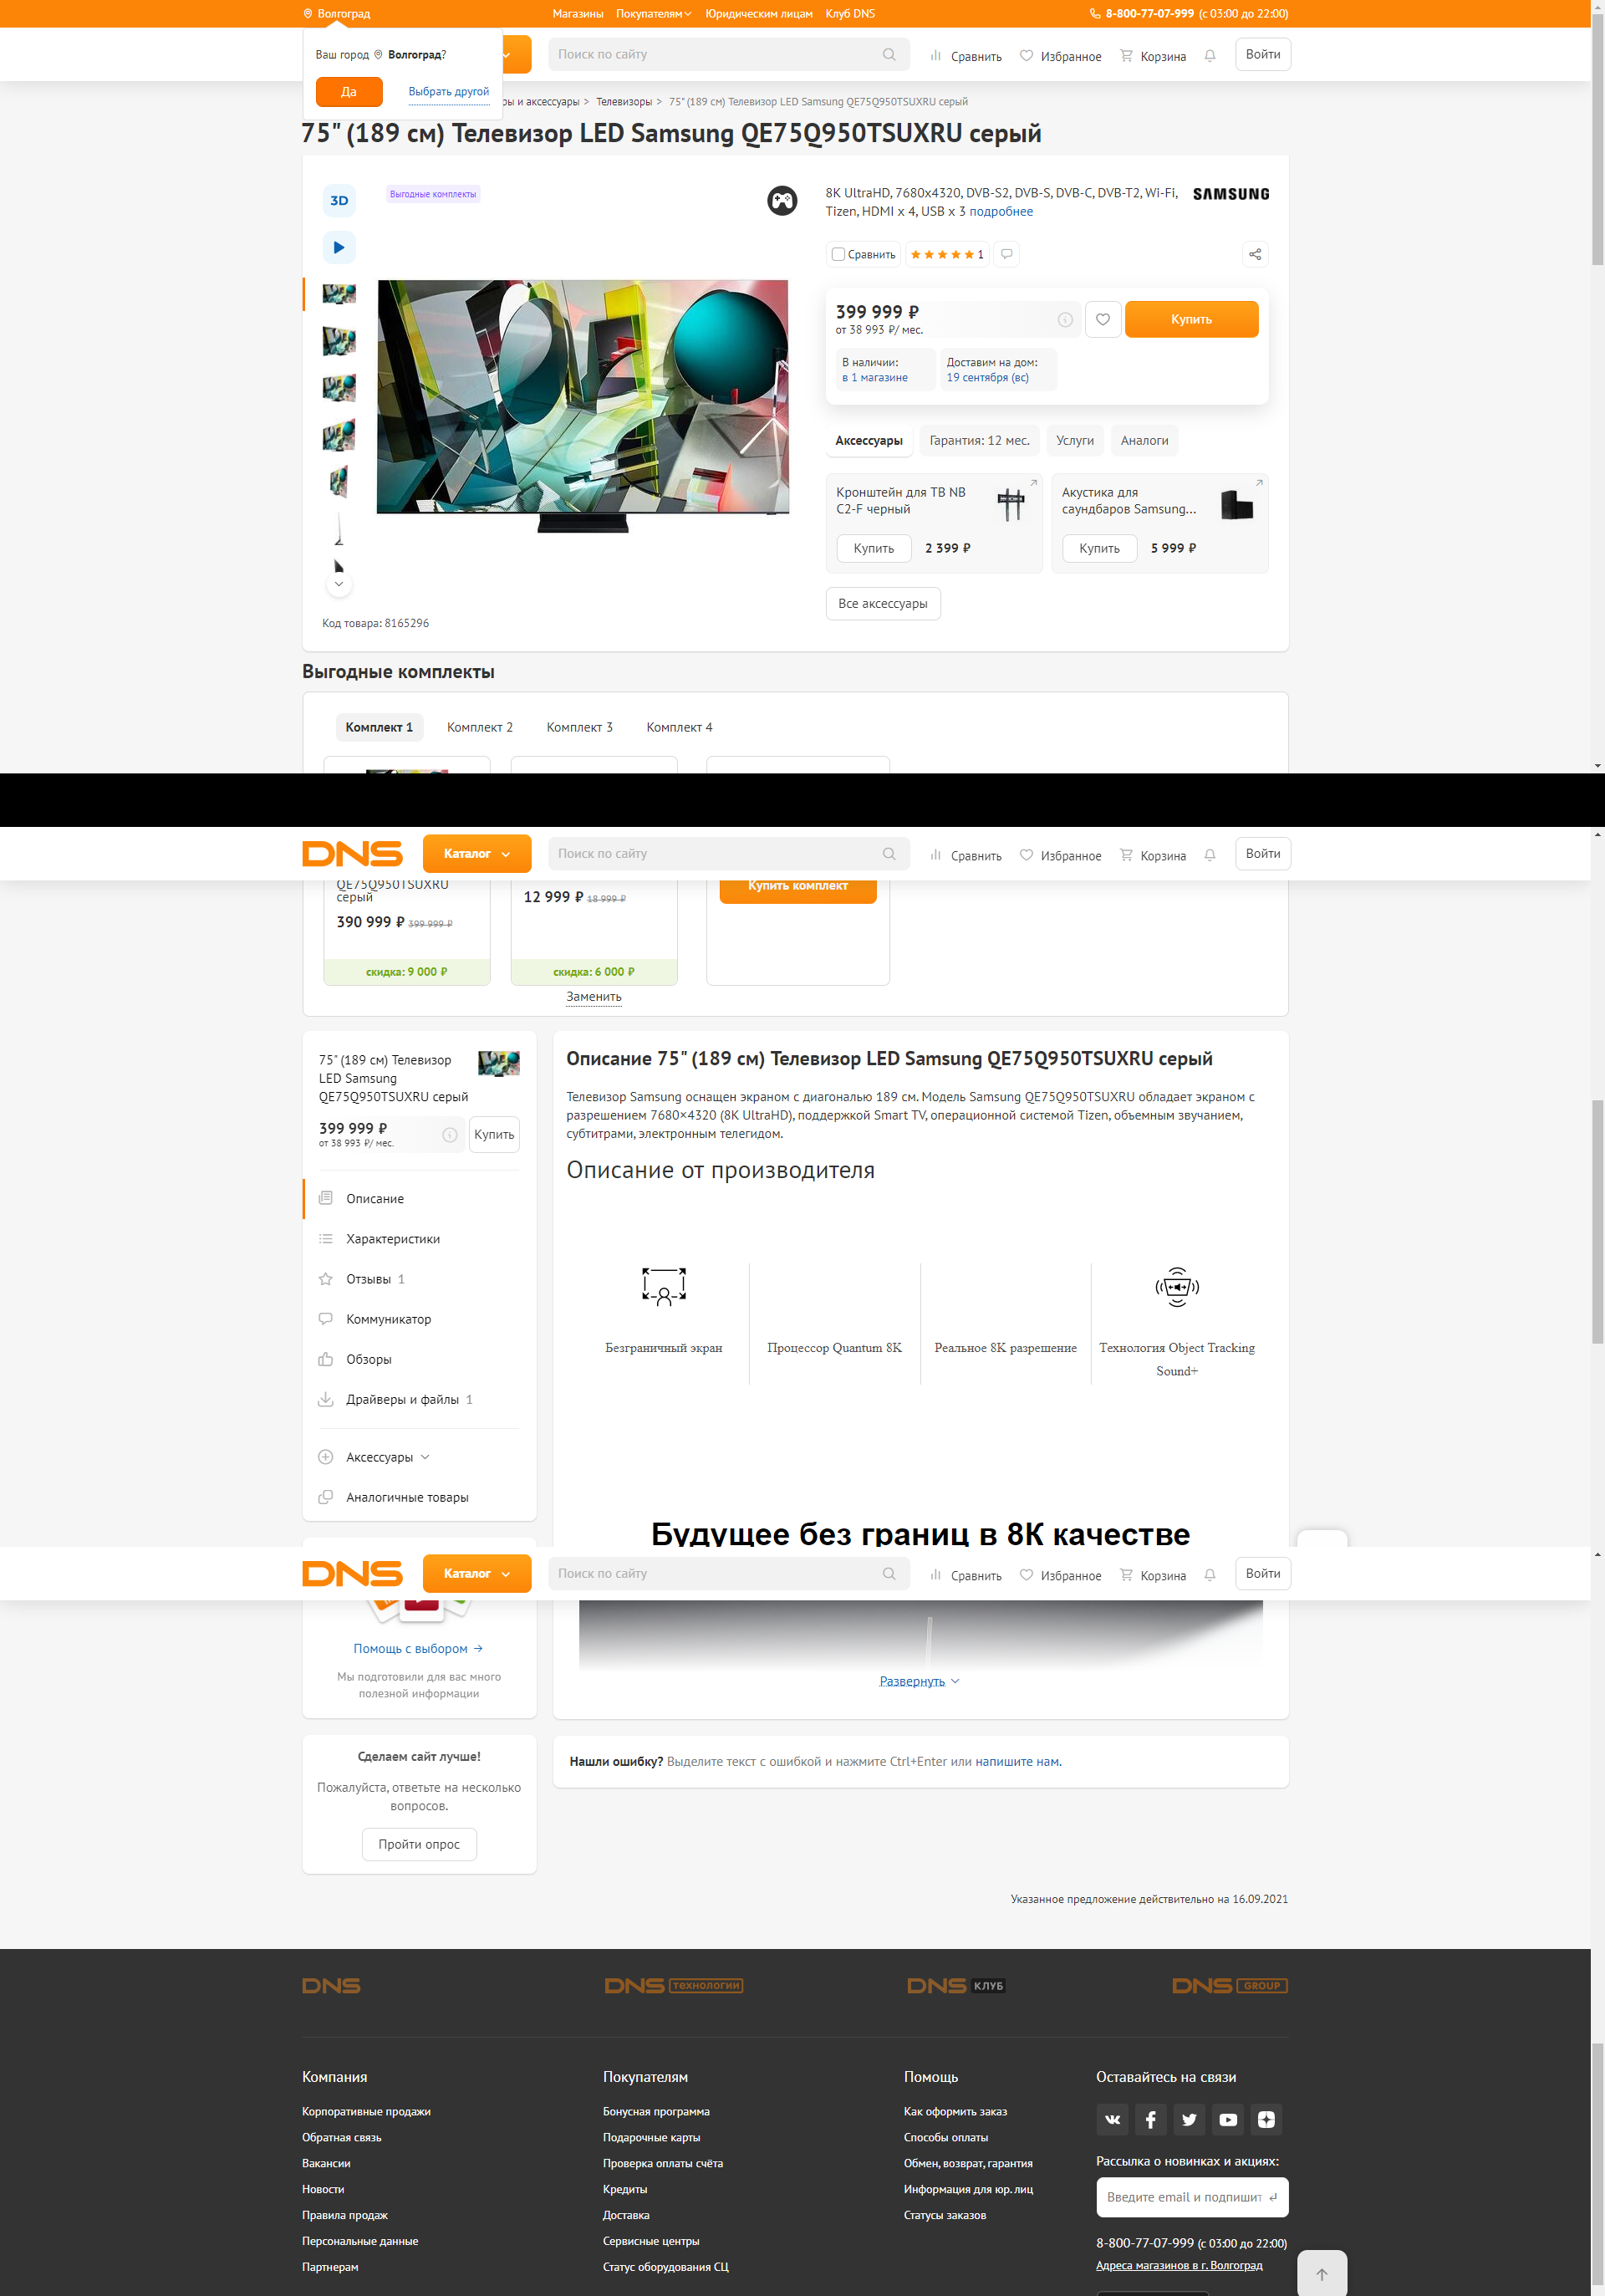 Волгоград
Магазины Покупателям Юридическим лицам Клуб DNS
8-800-77-07-999 (с 03:00 до 22:00)
Ваш город Волгоград?
Да Выбрать другой
Поиск по сайту
Сравнить Избранное Корзина Войти
и аксессуары > Телевизоры > 75" (189 см) Телевизор LED Samsung QE75Q950TSUXRU серый
75" (189 см) Телевизор LED Samsung QE75Q950TSUXRU серый
3D
Выгодные комплекты
8K UltraHD, 7680x4320, DVB-S2, DVB-S, DVB-C, DVB-T2, Wi-Fi,
Tizen, HDMI x 4, USB x 3 подробнее
SAMSUNG
Сравнить 1
399 999 ₽
от 38 993 ₽/ мес.
Купить
В наличии:
в 1 магазине
Доставим на дом:
19 сентября (вс)
Аксессуары Гарантия: 12 мес. Услуги Аналоги
Кронштейн для ТВ NB
C2-F черный
Купить 2 399 ₽
Акустика для
саундбаров Samsung...
Купить 5 999 ₽
Все аксессуары
Код товара: 8165296
Выгодные комплекты
Комплект 1 Комплект 2 Комплект 3 Комплект 4
DNS Каталог Поиск по сайту Сравнить Избранное Корзина Войти
QE75Q950TSUXRU
серый
390 999 ₽ 399 999 ₽
скидка: 9 000 ₽
12 999 ₽ 18 999 ₽
скидка: 6 000 ₽
Заменить
Купить комплект
75" (189 см) Телевизор
LED Samsung
QE75Q950TSUXRU серый
399 999 ₽
от 38 993 ₽/ мес.
Купить
Описание
Характеристики
Отзывы 1
Коммуникатор
Обзоры
Драйверы и файлы 1
Аксессуары
Аналогичные товары
Описание 75" (189 см) Телевизор LED Samsung QE75Q950TSUXRU серый
Телевизор Samsung оснащен экраном с диагональю 189 см. Модель Samsung QE75Q950TSUXRU обладает экраном с
разрешением 7680×4320 (8K UltraHD), поддержкой Smart TV, операционной системой Tizen, объемным звучанием,
субтитрами, электронным телегидом.
Описание от производителя
Безграничный экран
Процессор Quantum 8K
Реальное 8K разрешение
Технология Object Tracking
Sound+
Будущее без границ в 8К качестве
DNS Каталог Поиск по сайту Сравнить Избранное Корзина Войти
Помощь с выбором
Мы подготовили для вас много
полезной информации
Развернуть
Сделаем сайт лучше!
Пожалуйста, ответьте на несколько
вопросов.
Пройти опрос
Нашли ошибку? Выделите текст с ошибкой и нажмите Ctrl+Enter или напишите нам.
Указанное предложение действительно на 16.09.2021
DNS
DNS ТЕХНОЛОГИИ
DNS КЛУБ
DNS GROUP
Компания
Корпоративные продажи
Обратная связь
Вакансии
Новости
Правила продаж
Персональные данные
Партнерам
Покупателям
Бонусная программа
Подарочные карты
Проверка оплаты счёта
Кредиты
Доставка
Сервисные центры
Статус оборудования СЦ
Помощь
Как оформить заказ
Способы оплаты
Обмен, возврат, гарантия
Информация для юр. лиц
Статусы заказов
Оставайтесь на связи
Рассылка о новинках и акциях:
Введите email и подпишит
8-800-77-07-999 (с 03:00 до 22:00)
Адреса магазинов в г. Волгоград